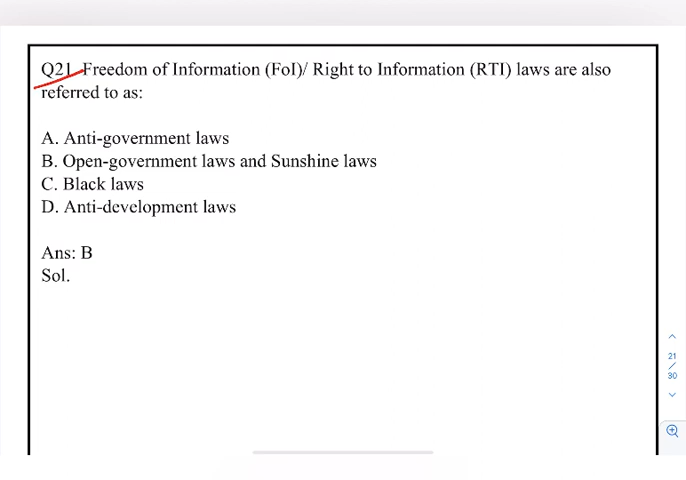 Q21. Freedom of Information (FoI)/ Right to Information (RTI) laws are also
referred to as:
A. Anti-government laws
B. Open-government laws and Sunshine laws
C. Black laws
D. Anti-development laws
Ans: B
Sol.
21
/
30